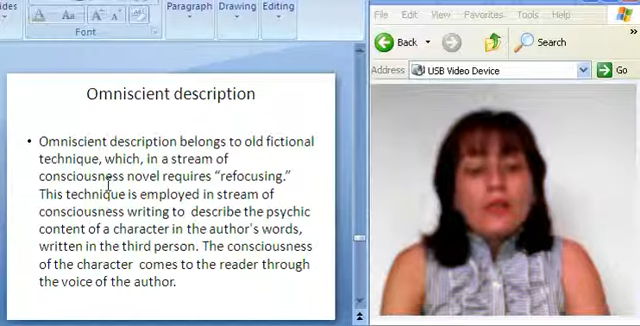 Paragraph Drawing Editing
Font
Omniscient description
• Omniscient description belongs to old fictional
technique, which, in a stream of
consciousness novel requires “refocusing.”
This technique is employed in stream of
consciousness writing to describe the psychic
content of a character in the author's words,
written in the third person. The consciousness
of the character comes to the reader through
the voice of the author.
File Edit View Favorites Tools Help
Back Search
Address USB Video Device Go